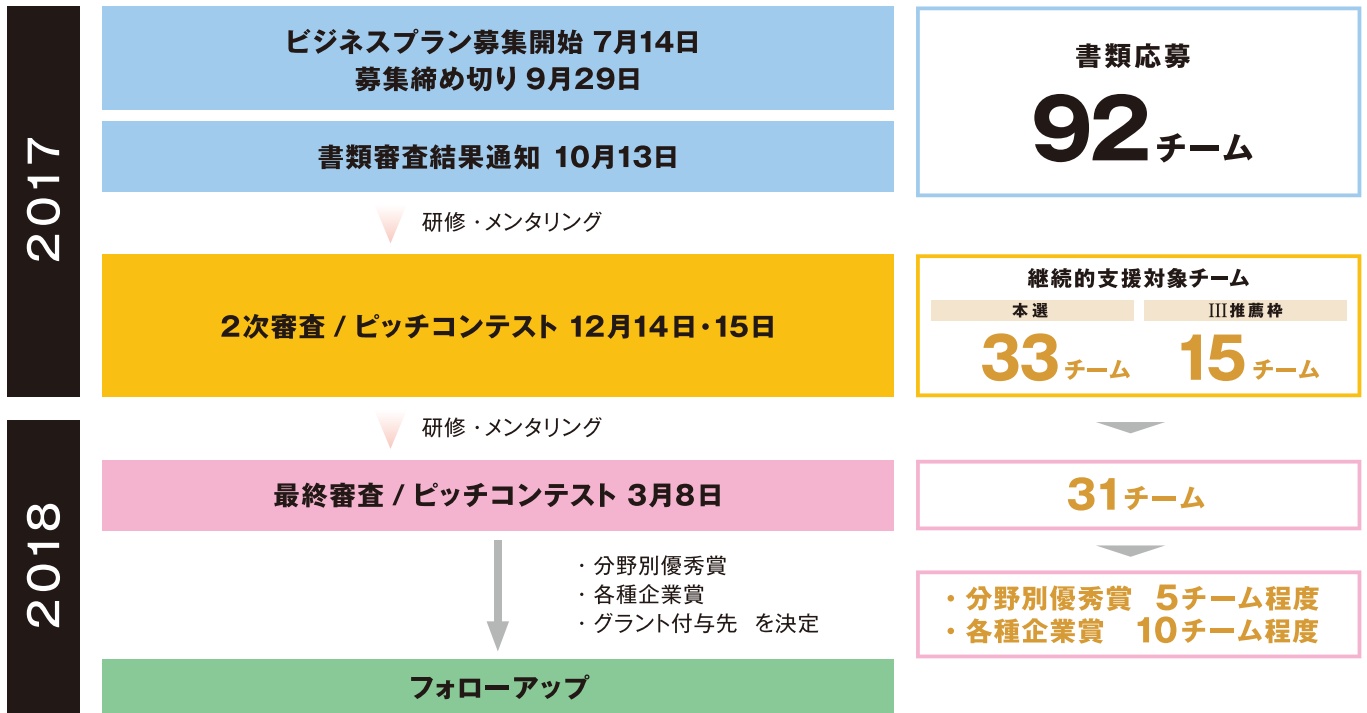 2017
ビジネスプラン募集開始 7月14日
募集締め切り 9月29日
書類応募
92チーム
書類審査結果通知 10月13日
研修・メンタリング
2次審査 / ピッチコンテスト 12月14日・15日
継続的支援対象チーム
本選
III推薦枠
33チーム
15チーム
研修・メンタリング
2018
最終審査 / ピッチコンテスト 3月8日
31チーム
・分野別優秀賞
・各種企業賞
・グラント付与先 を決定
・分野別優秀賞 5チーム程度
・各種企業賞 10チーム程度
フォローアップ